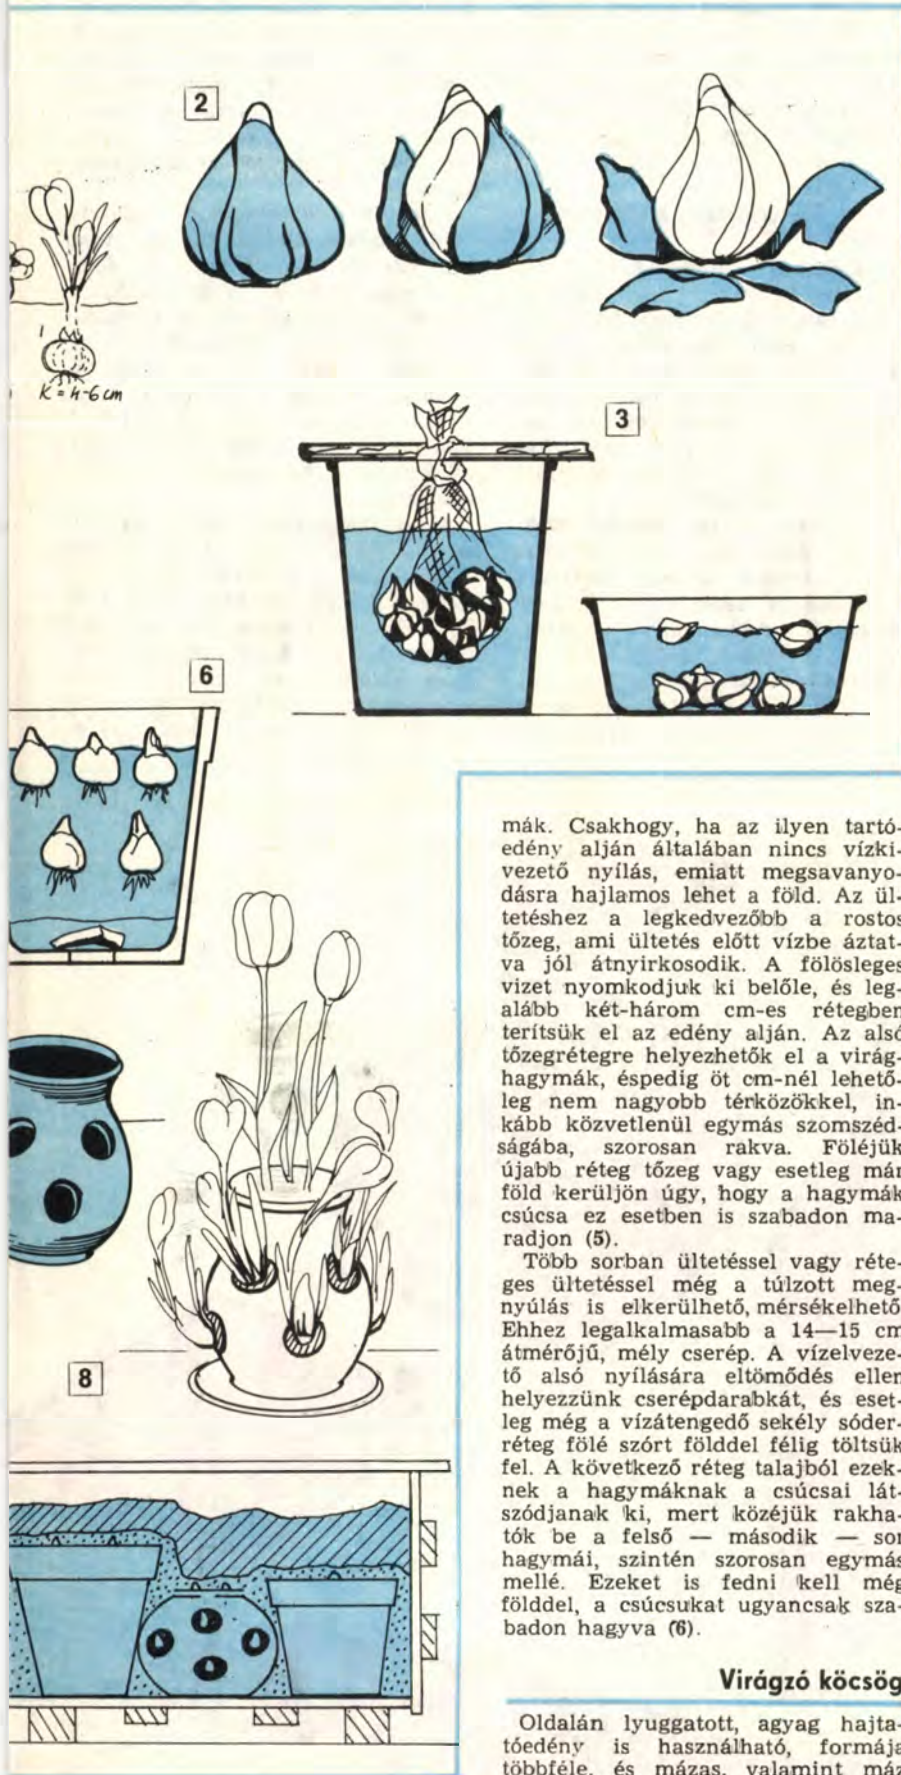 2
K = 4-6 cm
3
6
8
mák. Csakhogy, ha az ilyen tartó-
edény alján általában nincs vízki-
vezető nyílás, emiatt megsavanyo-
dásra hajlamos lehet a föld. Az ül-
tetéshez a legkedvezőbb a rostos
tőzeg, ami ültetés előtt vízbe áztat-
va jól átnyirkosodik. A fölösleges
vizet nyomkodjuk ki belőle, és leg-
alább két-három cm-es rétegben
terítsük el az edény alján. Az alsó
tőzegrétegre helyezhetők el a virág-
hagymák, éspedig öt cm-nél lehető-
leg nem nagyobb térközökkel, in-
kább közvetlenül egymás szomszéd-
ságába, szorosan rakva. Föléjük
újabb réteg tőzeg vagy esetleg már
föld kerüljön úgy, hogy a hagymák
csúcsa ez esetben is szabadon ma-
radjon (5).
Több sorban ültetéssel vagy réte-
ges ültetéssel még a túlzott meg-
nyúlás is elkerülhető, mérsékelhető
Ehhez legalkalmasabb a 14—15 cm
átmérőjű, mély cserép. A vízelveze-
tő alsó nyílására eltömődés ellen
helyezzünk cserépdarabkát, és eset-
leg még a vízátengedő sekély sóder-
réteg fölé szórt földdel félig töltsük
fel. A következő réteg talajból ezek-
nek a hagymáknak a csúcsai lát-
szódjanak ki, mert közéjük rakha-
tók be a felső — második — sor
hagymái, szintén szorosan egymás
mellé. Ezeket is fedni kell még
földdel, a csúcsukat ugyancsak sza-
badon hagyva (6).
Virágzó köcsög
Oldalán lyuggatott, agyag hajta-
tóedény is használható, formája
többféle, és mázas, valamint máz